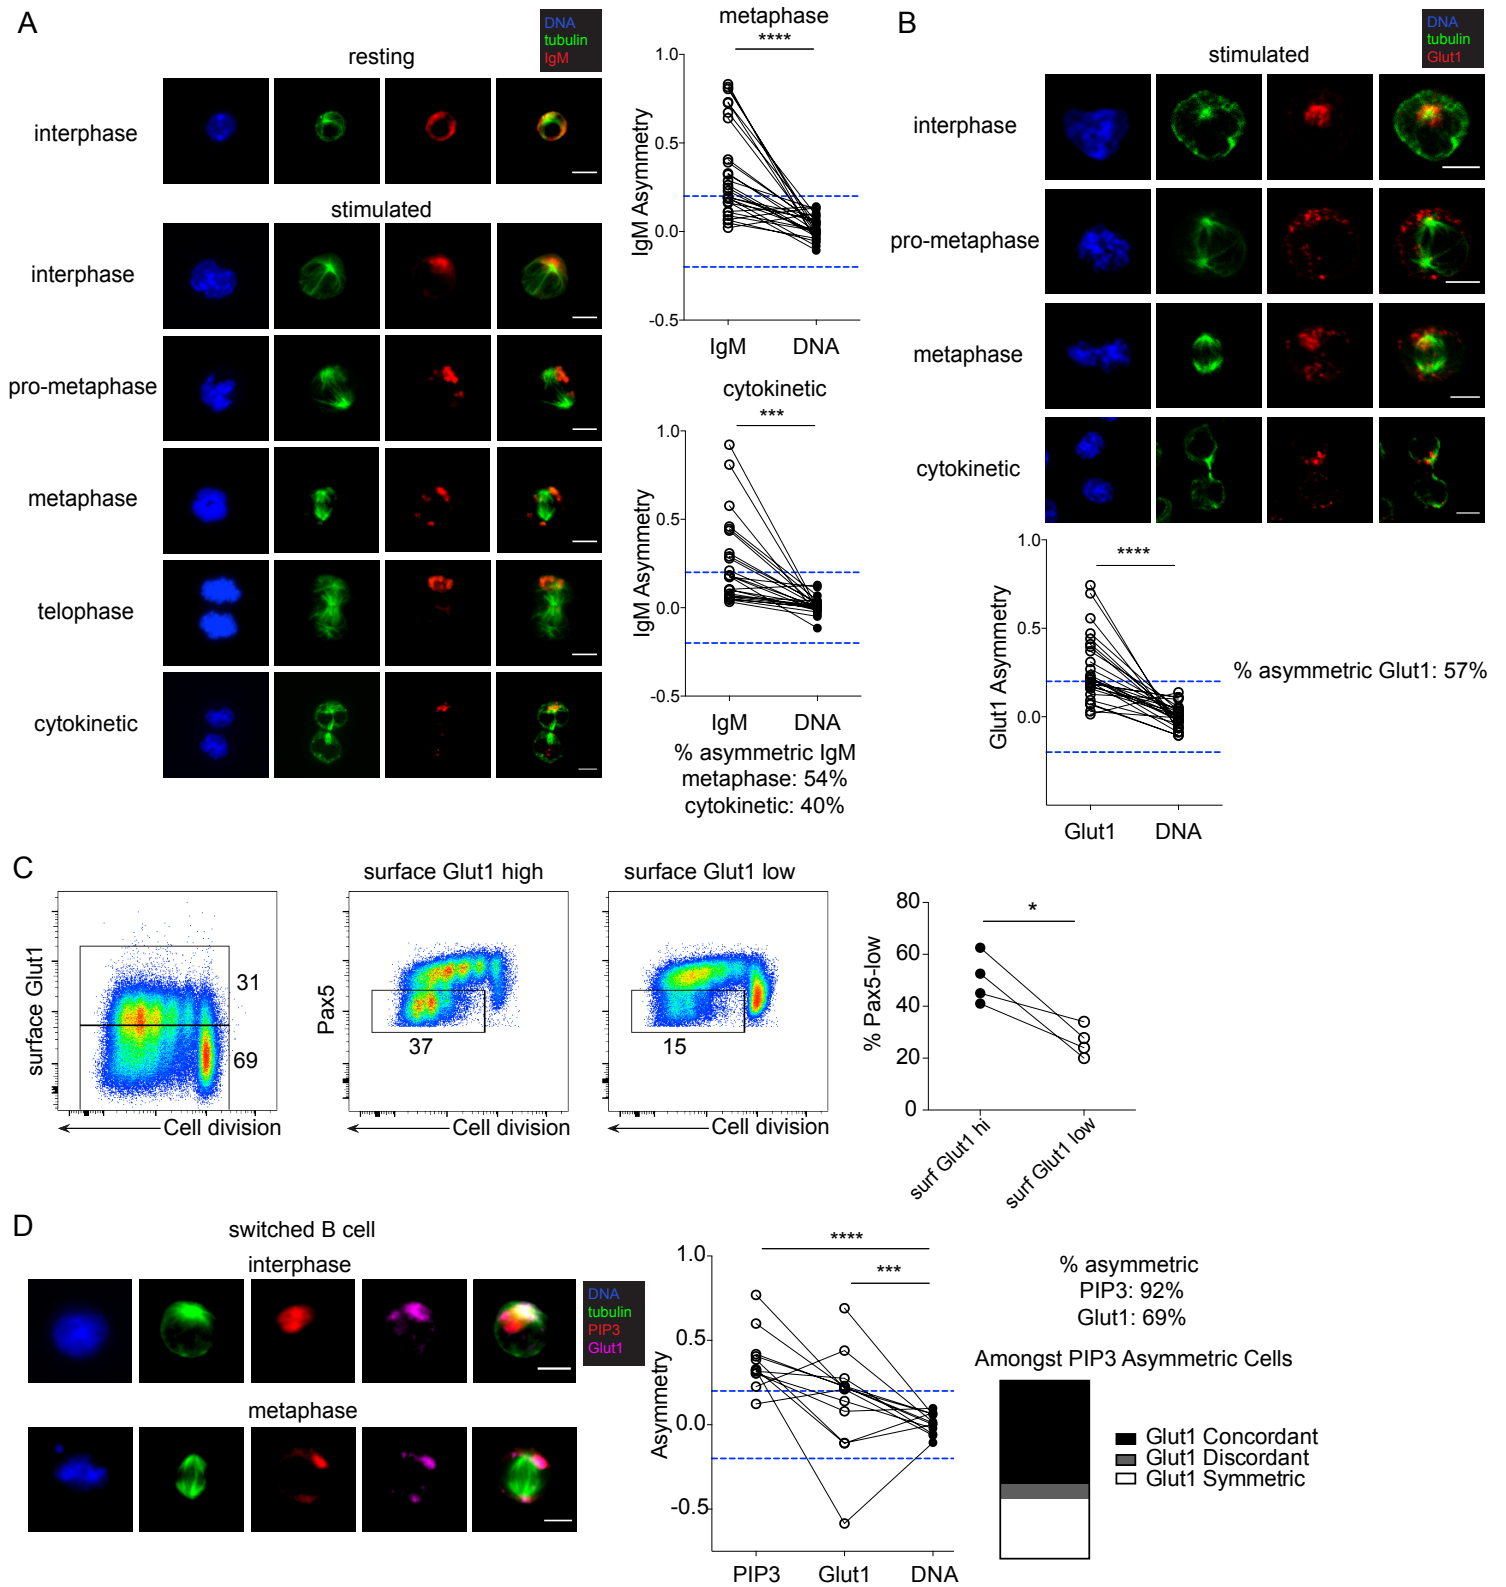 A
DNA
tubulin
IgM
resting
interphase
stimulated
interphase
pro-metaphase
metaphase
telophase
cytokinetic
metaphase
****
1.0
0.5
0.0
-0.5
IgM Asymmetry
IgM DNA
cytokinetic
***
1.0
0.5
0.0
-0.5
IgM Asymmetry
IgM DNA
% asymmetric IgM
metaphase: 54%
cytokinetic: 40%
B
DNA
tubulin
Glut1
stimulated
interphase
pro-metaphase
metaphase
cytokinetic
****
1.0
0.5
0.0
Glut1 Asymmetry
Glut1 DNA
% asymmetric Glut1: 57%
C
surface Glut1
31
69
Cell division
surface Glut1 high
Pax5
37
Cell division
surface Glut1 low
15
Cell division
80
60
40
20
0
% Pax5-low
*
surf Glut1 hi
surf Glut1 low
D
switched B cell
interphase
DNA
tubulin
PIP3
Glut1
metaphase
****
***
1.0
0.5
0.0
-0.5
Asymmetry
PIP3 Glut1 DNA
% asymmetric
PIP3: 92%
Glut1: 69%
Amongst PIP3 Asymmetric Cells
Glut1 Concordant
Glut1 Discordant
Glut1 Symmetric